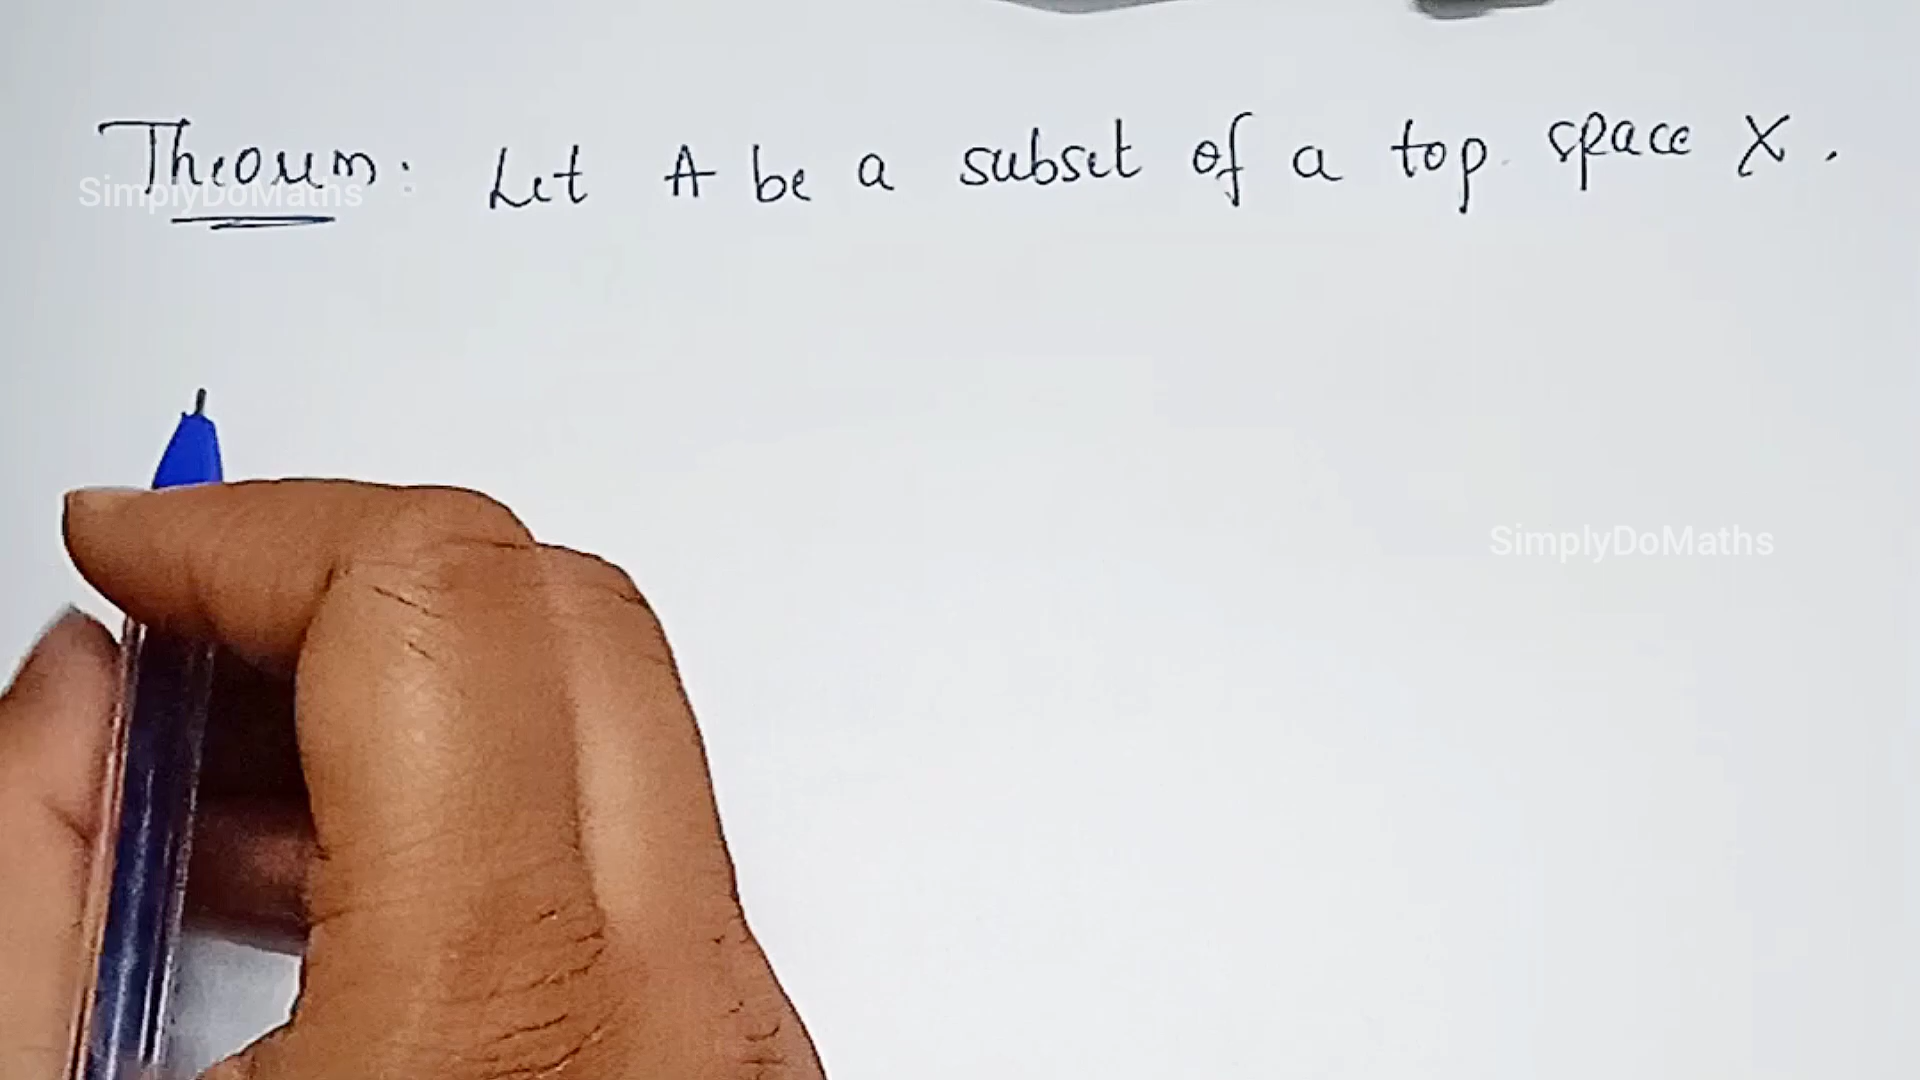 Theorem: Let A be a subset of a top. space X.
SimplyDoMaths
SimplyDoMaths